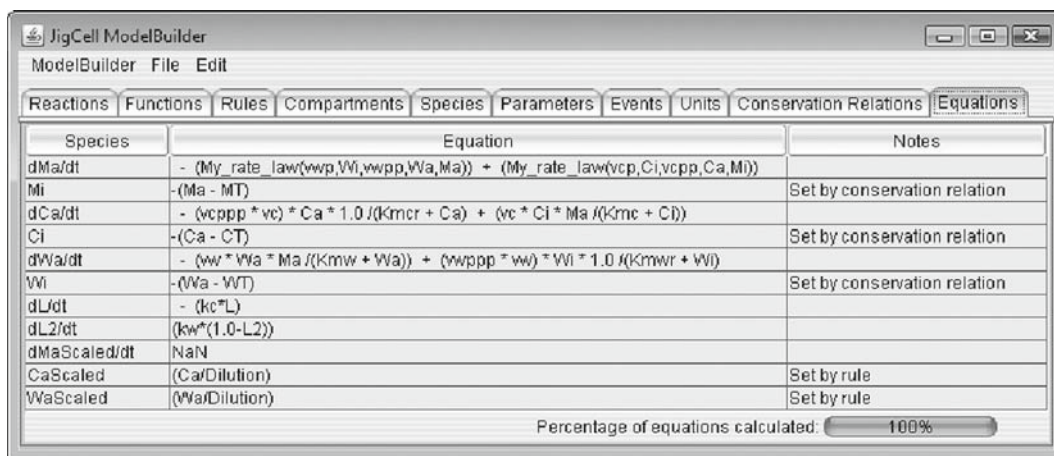 JigCell ModelBuilder
ModelBuilder File Edit
Reactions Functions Rules Compartments Species Parameters Events Units Conservation Relations Equations
Species Equation Notes
dMa/dt - (My_rate_law(vwp,Wi,vwpp,Wa,Ma)) + (My_rate_law(vcp,Ci,vcpp,Ca,Mi))
Mi -(Ma - MT) Set by conservation relation
dCa/dt - (vcppp * vc) * Ca * 1.0 /(Kmcr + Ca) + (vc * Ci * Ma /(Kmc + Ci))
Ci -(Ca - CT) Set by conservation relation
dWa/dt - (vw * Wa * Ma /(Kmw + Wa)) + (vwppp * vw) * Wi * 1.0 /(Kmwr + Wi)
Wi -(Wa - WT) Set by conservation relation
dL/dt - (kc*L)
dL2/dt (kw*(1.0-L2))
dMaScaled/dt NaN
CaScaled (Ca/Dilution) Set by rule
WaScaled (Wa/Dilution) Set by rule
Percentage of equations calculated: 100%